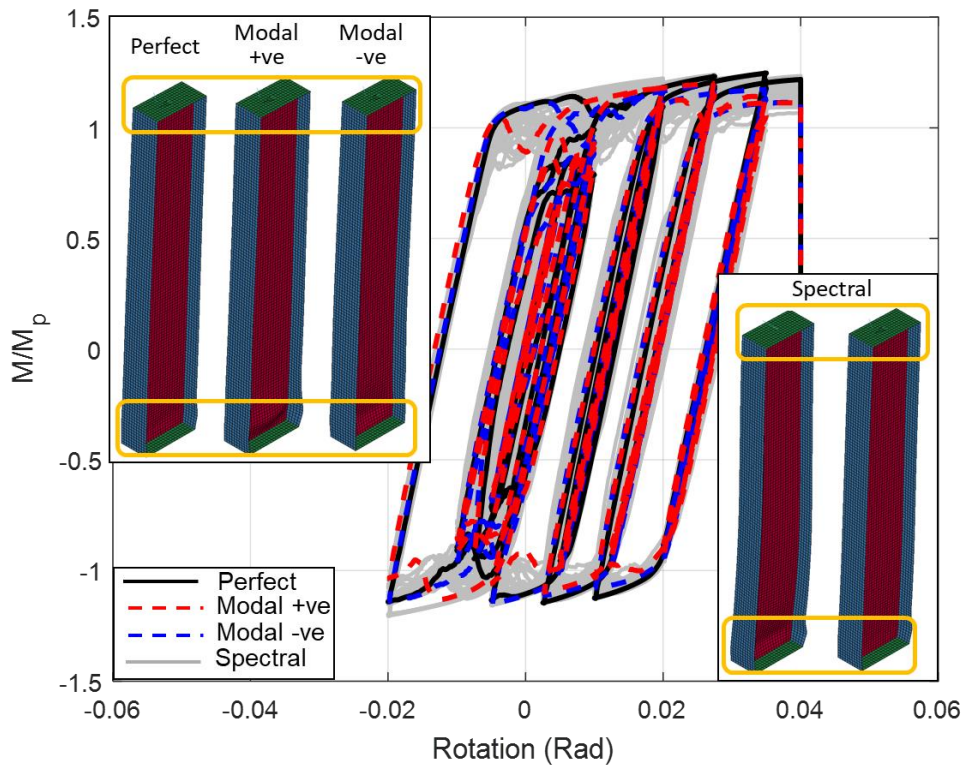 1.5
1
0.5
0
-0.5
-1
-1.5
M/Mp
Perfect
Modal +ve
Modal -ve
Spectral
Perfect
Modal +ve
Modal -ve
Spectral
-0.06
-0.04
-0.02
0
0.02
0.04
0.06
Rotation (Rad)